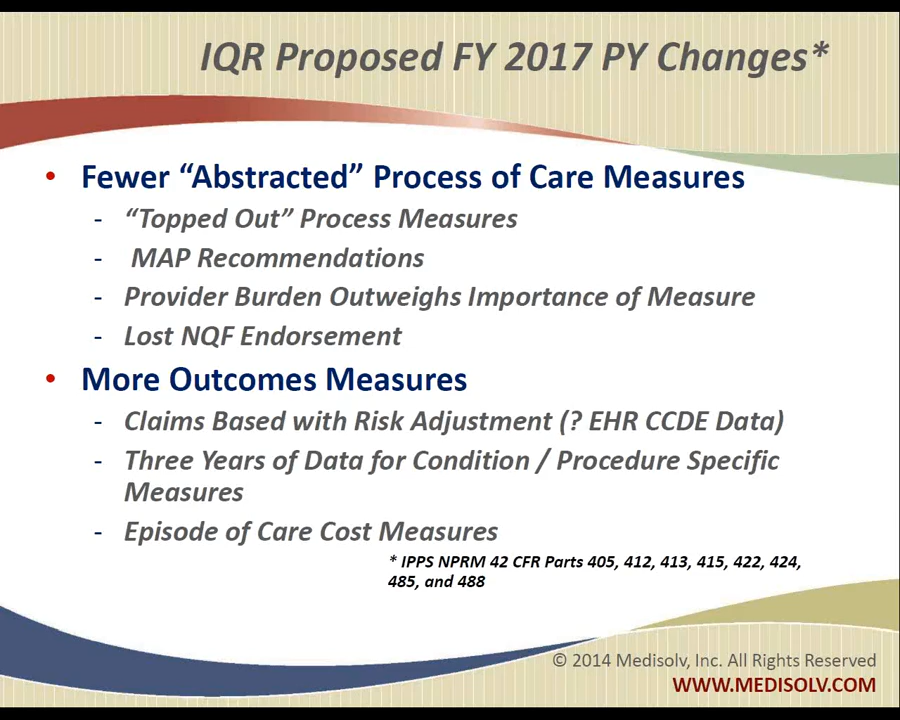 IQR Proposed FY 2017 PY Changes*
• Fewer “Abstracted” Process of Care Measures
- “Topped Out” Process Measures
- MAP Recommendations
- Provider Burden Outweighs Importance of Measure
- Lost NQF Endorsement
• More Outcomes Measures
- Claims Based with Risk Adjustment (? EHR CCDE Data)
- Three Years of Data for Condition / Procedure Specific
Measures
- Episode of Care Cost Measures
* IPPS NPRM 42 CFR Parts 405, 412, 413, 415, 422, 424,
485, and 488
© 2014 Medisolv, Inc. All Rights Reserved
WWW.MEDISOLV.COM